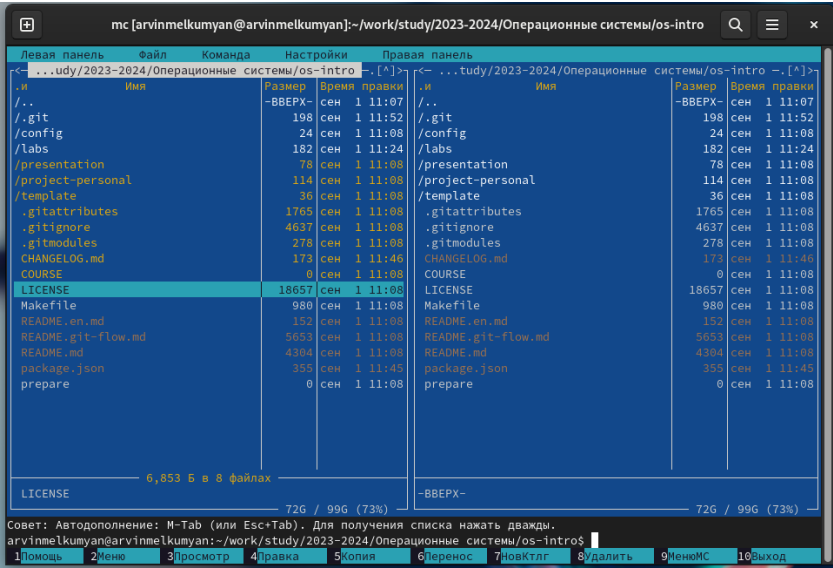 mc [arvinmelkumyan@arvinmelkumyan]:~/work/study/2023-2024/Операционные системы/os-intro
Левая панель Файл Команда Настройки Правая панель
<— ...udy/2023-2024/Операционные системы/os-intro —.[^]> <— ...tudy/2023-2024/Операционные системы/os-intro —.[^]>
.и Имя Размер Время правки .и Имя Размер Время правки
/.. -ВВЕРХ- сен 1 11:07 /.. -ВВЕРХ- сен 1 11:07
/.git 198 сен 1 11:52 /.git 198 сен 1 11:52
/config 24 сен 1 11:08 /config 24 сен 1 11:08
/labs 182 сен 1 11:24 /labs 182 сен 1 11:24
/presentation 78 сен 1 11:08 /presentation 78 сен 1 11:08
/project-personal 114 сен 1 11:08 /project-personal 114 сен 1 11:08
/template 36 сен 1 11:08 /template 36 сен 1 11:08
.gitattributes 1765 сен 1 11:08 .gitattributes 1765 сен 1 11:08
.gitignore 4637 сен 1 11:08 .gitignore 4637 сен 1 11:08
.gitmodules 278 сен 1 11:08 .gitmodules 278 сен 1 11:08
CHANGELOG.md 173 сен 1 11:46 CHANGELOG.md 173 сен 1 11:46
COURSE 0 сен 1 11:08 COURSE 0 сен 1 11:08
LICENSE 18657 сен 1 11:08 LICENSE 18657 сен 1 11:08
Makefile 980 сен 1 11:08 Makefile 980 сен 1 11:08
README.en.md 152 сен 1 11:08 README.en.md 152 сен 1 11:08
README.git-flow.md 5653 сен 1 11:08 README.git-flow.md 5653 сен 1 11:08
README.md 4304 сен 1 11:08 README.md 4304 сен 1 11:08
package.json 355 сен 1 11:45 package.json 355 сен 1 11:45
prepare 0 сен 1 11:08 prepare 0 сен 1 11:08
6,853 Б в 8 файлах
LICENSE -ВВЕРХ-
72G / 99G (73%) 72G / 99G (73%)
Совет: Автодополнение: M-Tab (или Esc+Tab). Для получения списка нажать дважды.
arvinmelkumyan@arvinmelkumyan:~/work/study/2023-2024/Операционные системы/os-intro$
1Помощь 2Меню 3Просмотр 4Правка 5Копия 6Перенос 7НовКтлг 8Удалить 9МенюМС 10Выход